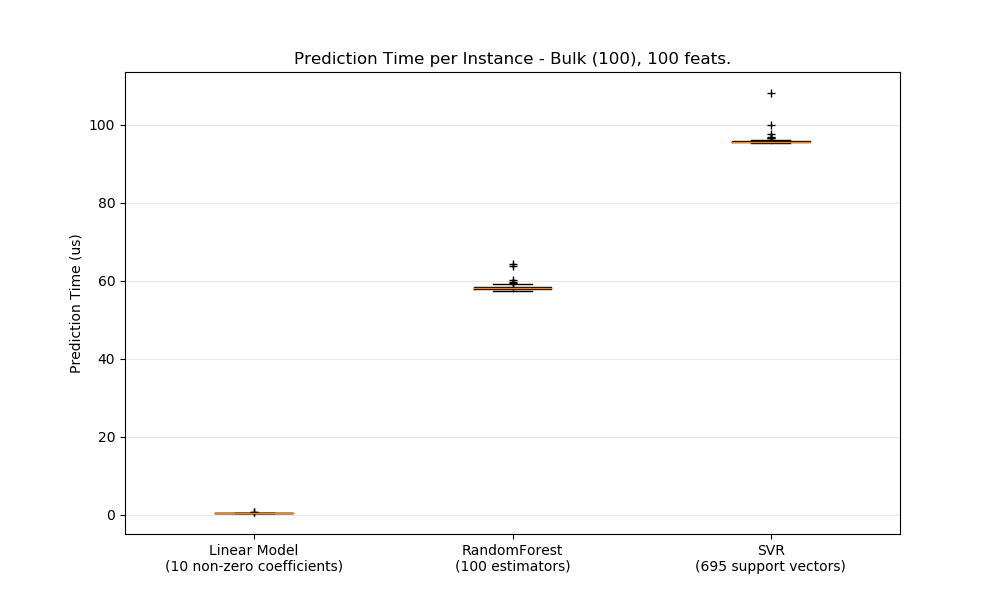 Prediction Time per Instance - Bulk (100), 100 feats.
Prediction Time (us)
100
80
60
40
20
0
Linear Model
(10 non-zero coefficients)
RandomForest
(100 estimators)
SVR
(695 support vectors)